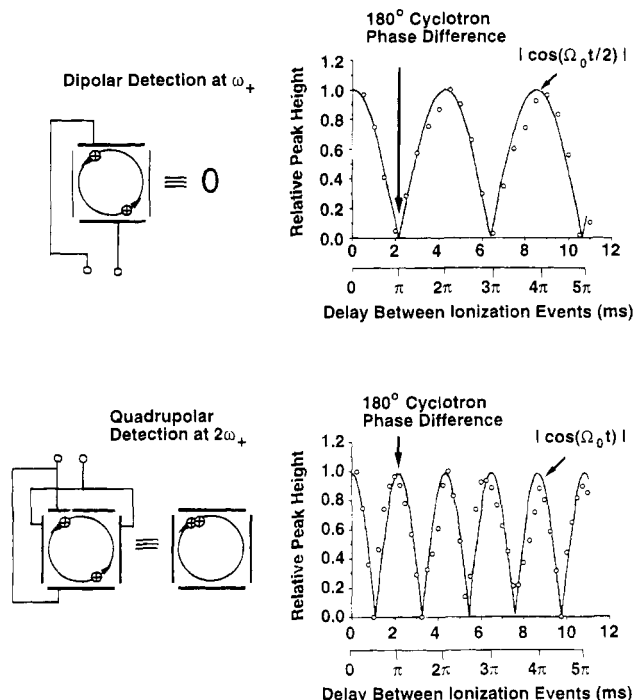 180° Cyclotron
Phase Difference
| cos(Ω₀t/2) |
Dipolar Detection at ω₊
≡ 0
Relative Peak Height
1.2
1.0
0.8
0.6
0.4
0.2
0.0
0 2 4 6 8 10 12
0 π 2π 3π 4π 5π
Delay Between Ionization Events (ms)
180° Cyclotron
Phase Difference
| cos(Ω₀t) |
Quadrupolar
Detection at 2ω₊
≡
Relative Peak Height
1.2
1.0
0.8
0.6
0.4
0.2
0.0
0 2 4 6 8 10 12
0 π 2π 3π 4π 5π
Delay Between Ionization Events (ms)